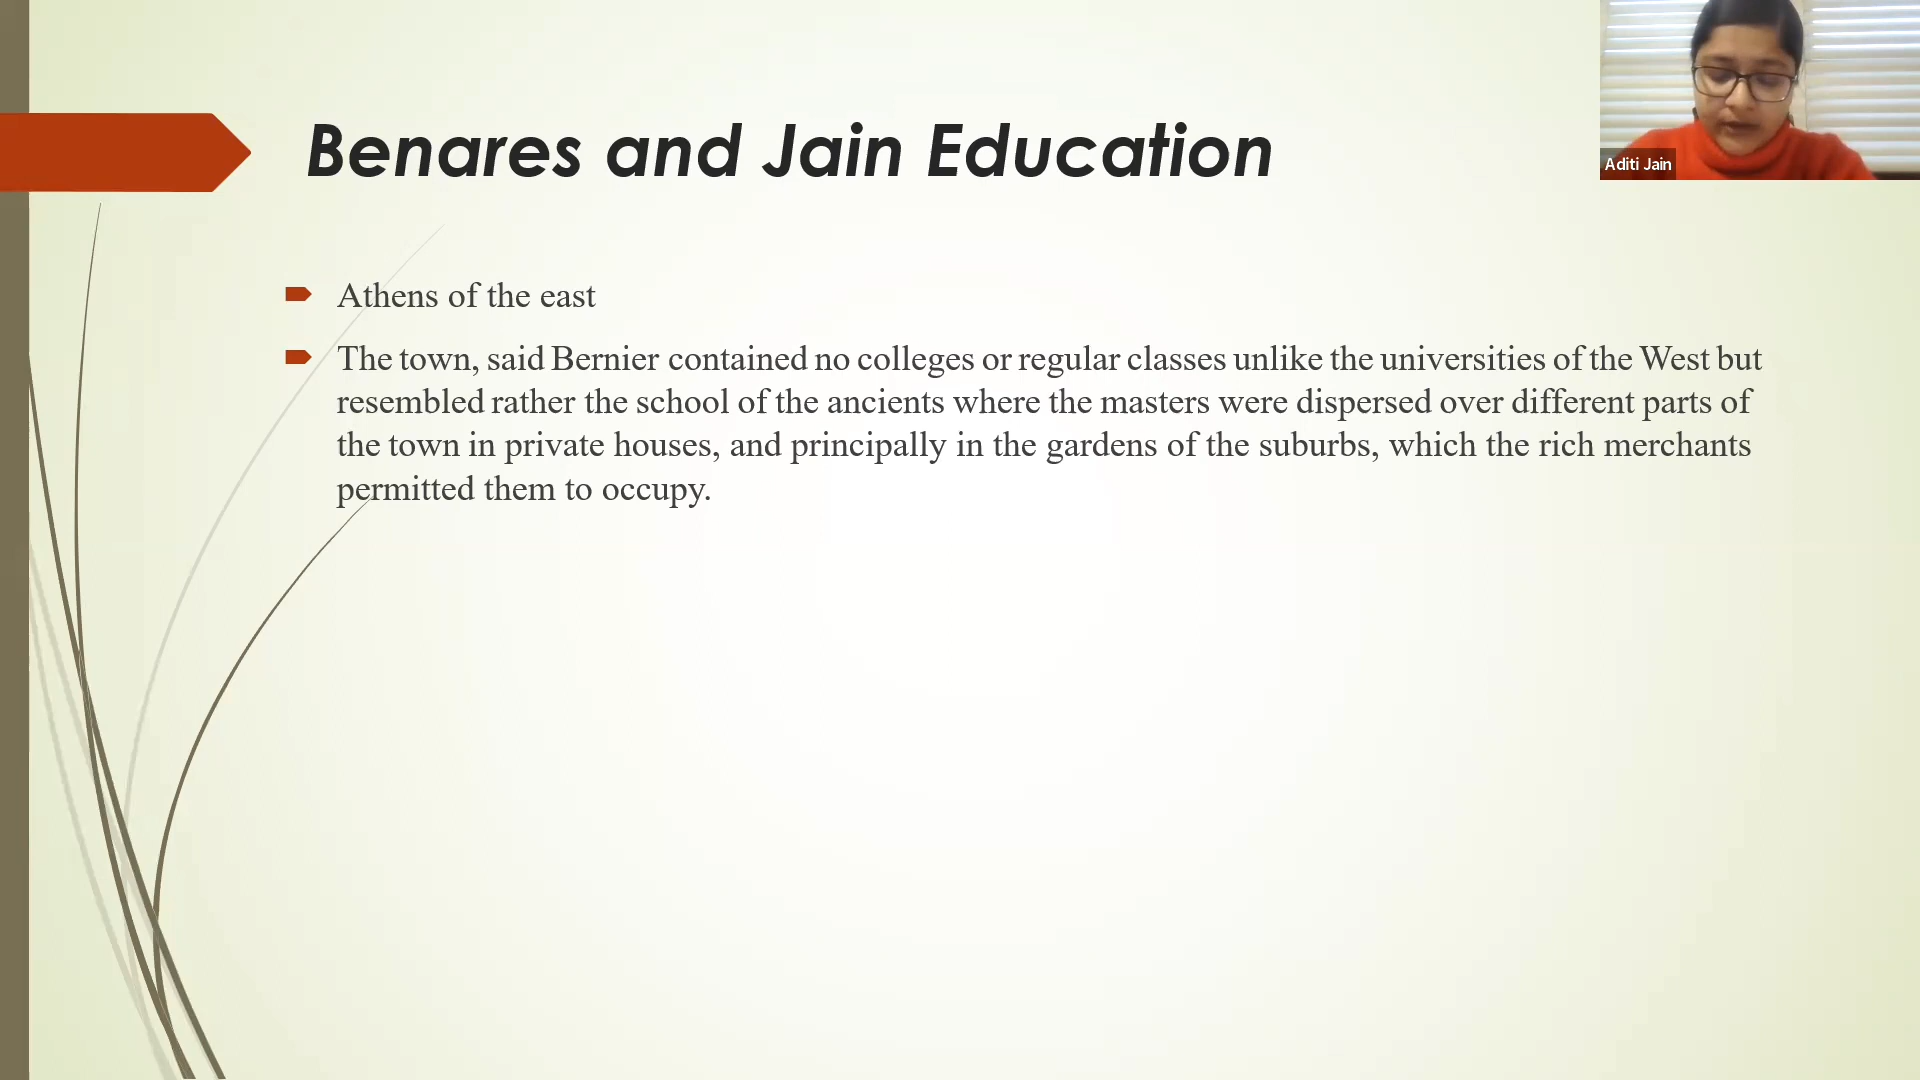 Benares and Jain Education
Aditi Jain
Athens of the east
The town, said Bernier contained no colleges or regular classes unlike the universities of the West but
resembled rather the school of the ancients where the masters were dispersed over different parts of
the town in private houses, and principally in the gardens of the suburbs, which the rich merchants
permitted them to occupy.